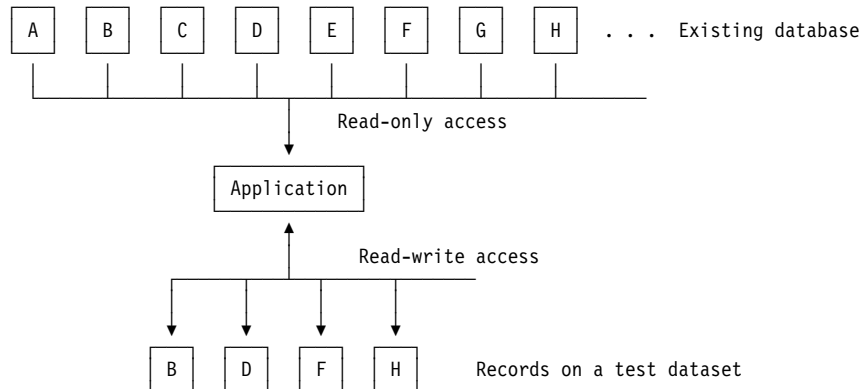 A B C D E F G H . . . Existing database
Read-only access
Application
Read-write access
B D F H Records on a test dataset